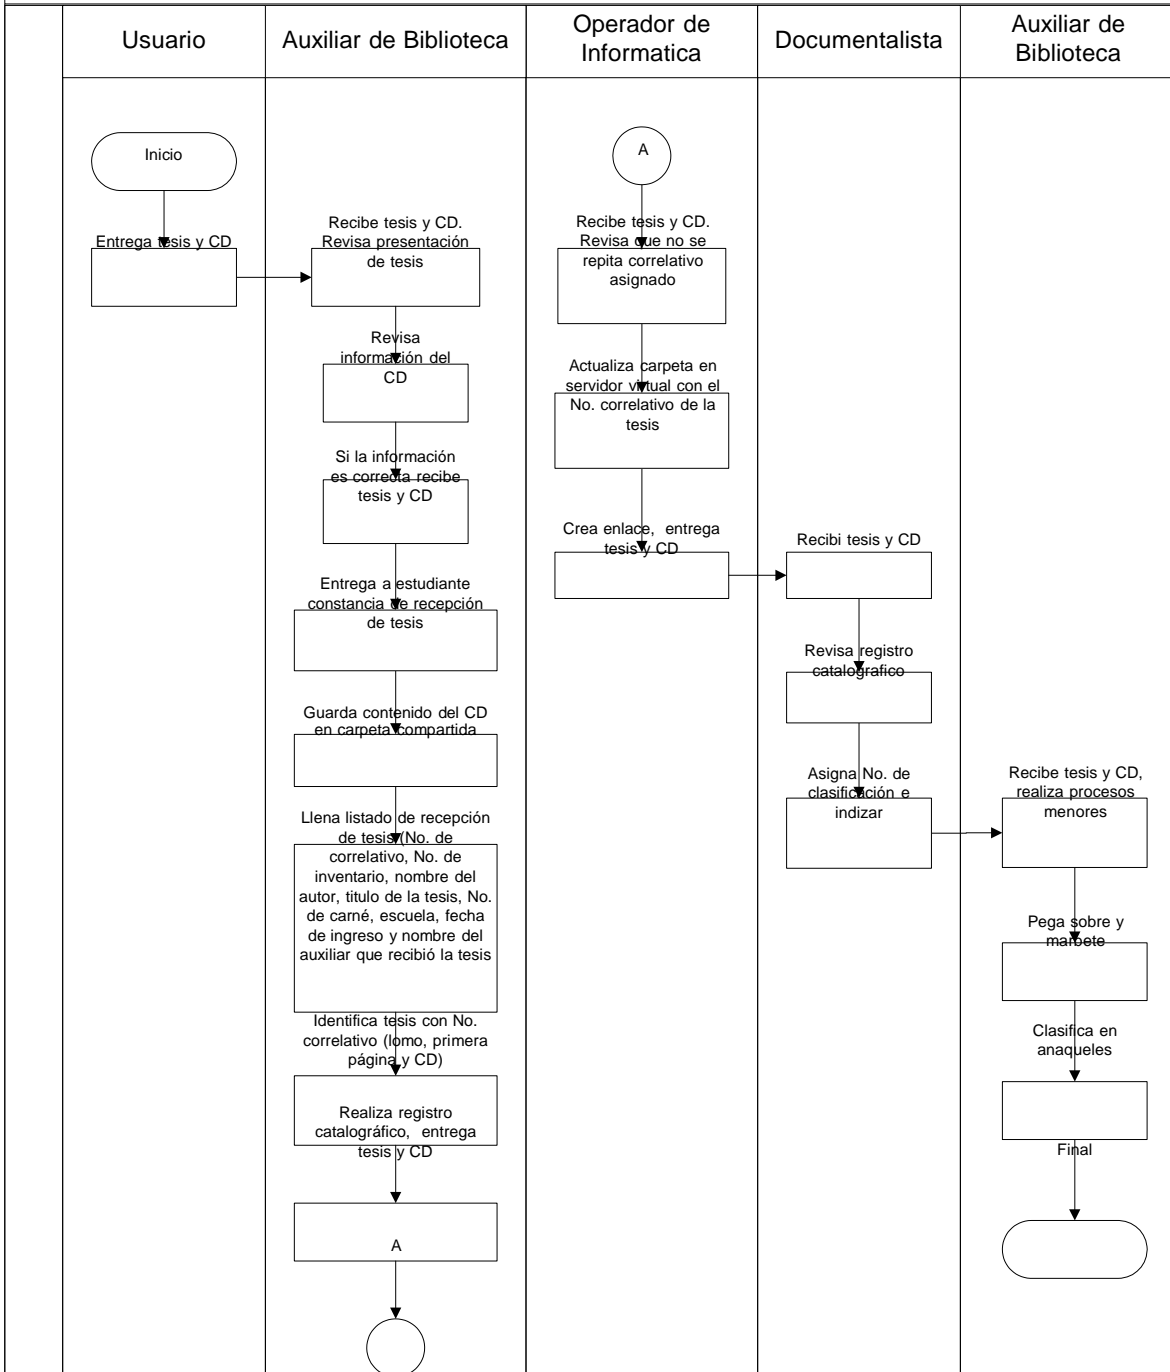 Usuario
Auxiliar de Biblioteca
Operador de
Informatica
Documentalista
Auxiliar de
Biblioteca
Inicio
Entrega tesis y CD
Recibe tesis y CD.
Revisa presentación
de tesis
Revisa
información del
CD
Si la información
es correcta recibe
tesis y CD
Entrega a estudiante
constancia de recepción
de tesis
Guarda contenido del CD
en carpeta compartida
Llena listado de recepción
de tesis (No. de
correlativo, No. de
inventario, nombre del
autor, titulo de la tesis, No.
de carné, escuela, fecha
de ingreso y nombre del
auxiliar que recibió la tesis
Identifica tesis con No.
correlativo (lomo, primera
página y CD)
Realiza registro
catalográfico, entrega
tesis y CD
A
A
Recibe tesis y CD.
Revisa que no se
repita correlativo
asignado
Actualiza carpeta en
servidor virtual con el
No. correlativo de la
tesis
Crea enlace, entrega
tesis y CD
Recibi tesis y CD
Revisa registro
catalografico
Asigna No. de
clasificación e
indizar
Recibe tesis y CD,
realiza procesos
menores
Pega sobre y
marbete
Clasifica en
anaqueles
Final